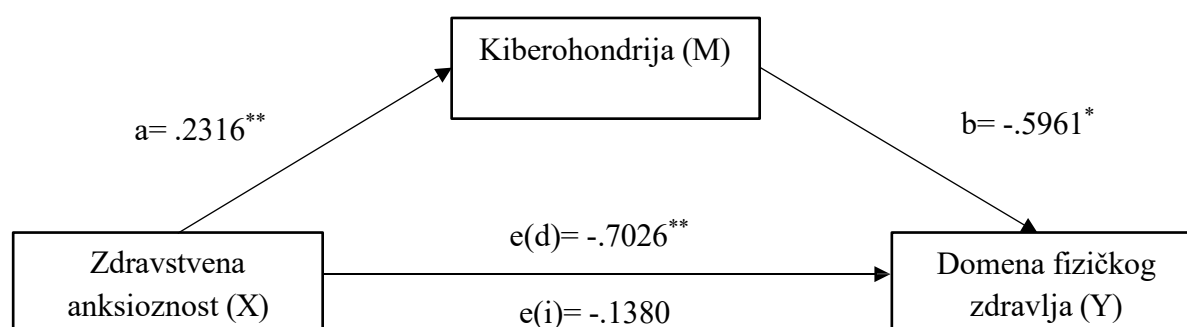 Kiberohondrija (M)
a= .2316**
b= -.5961*
e(d)= -.7026**
Zdravstvena
anksioznost (X)
Domena fizičkog
zdravlja (Y)
e(i)= -.1380